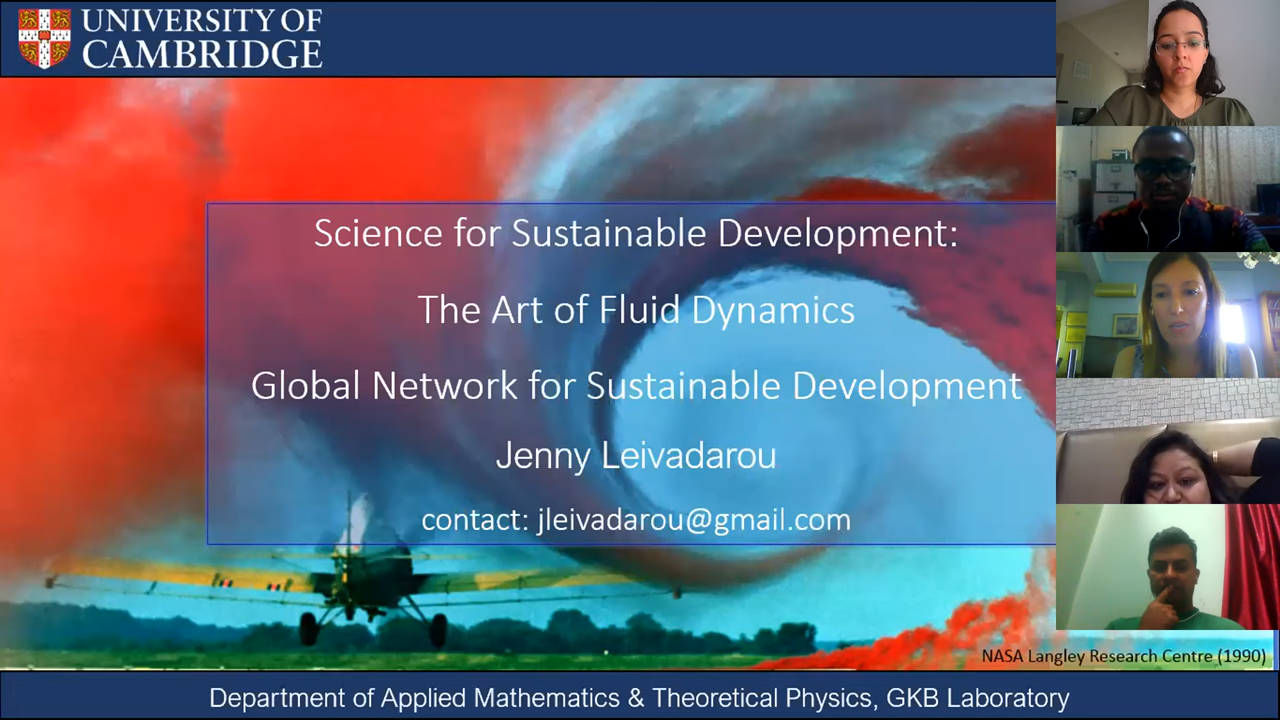 UNIVERSITY OF
CAMBRIDGE
Science for Sustainable Development:
The Art of Fluid Dynamics
Global Network for Sustainable Development
Jenny Leivadarou
contact: jleivadarou@gmail.com
NASA Langley Research Centre (1990)
Department of Applied Mathematics & Theoretical Physics, GKB Laboratory